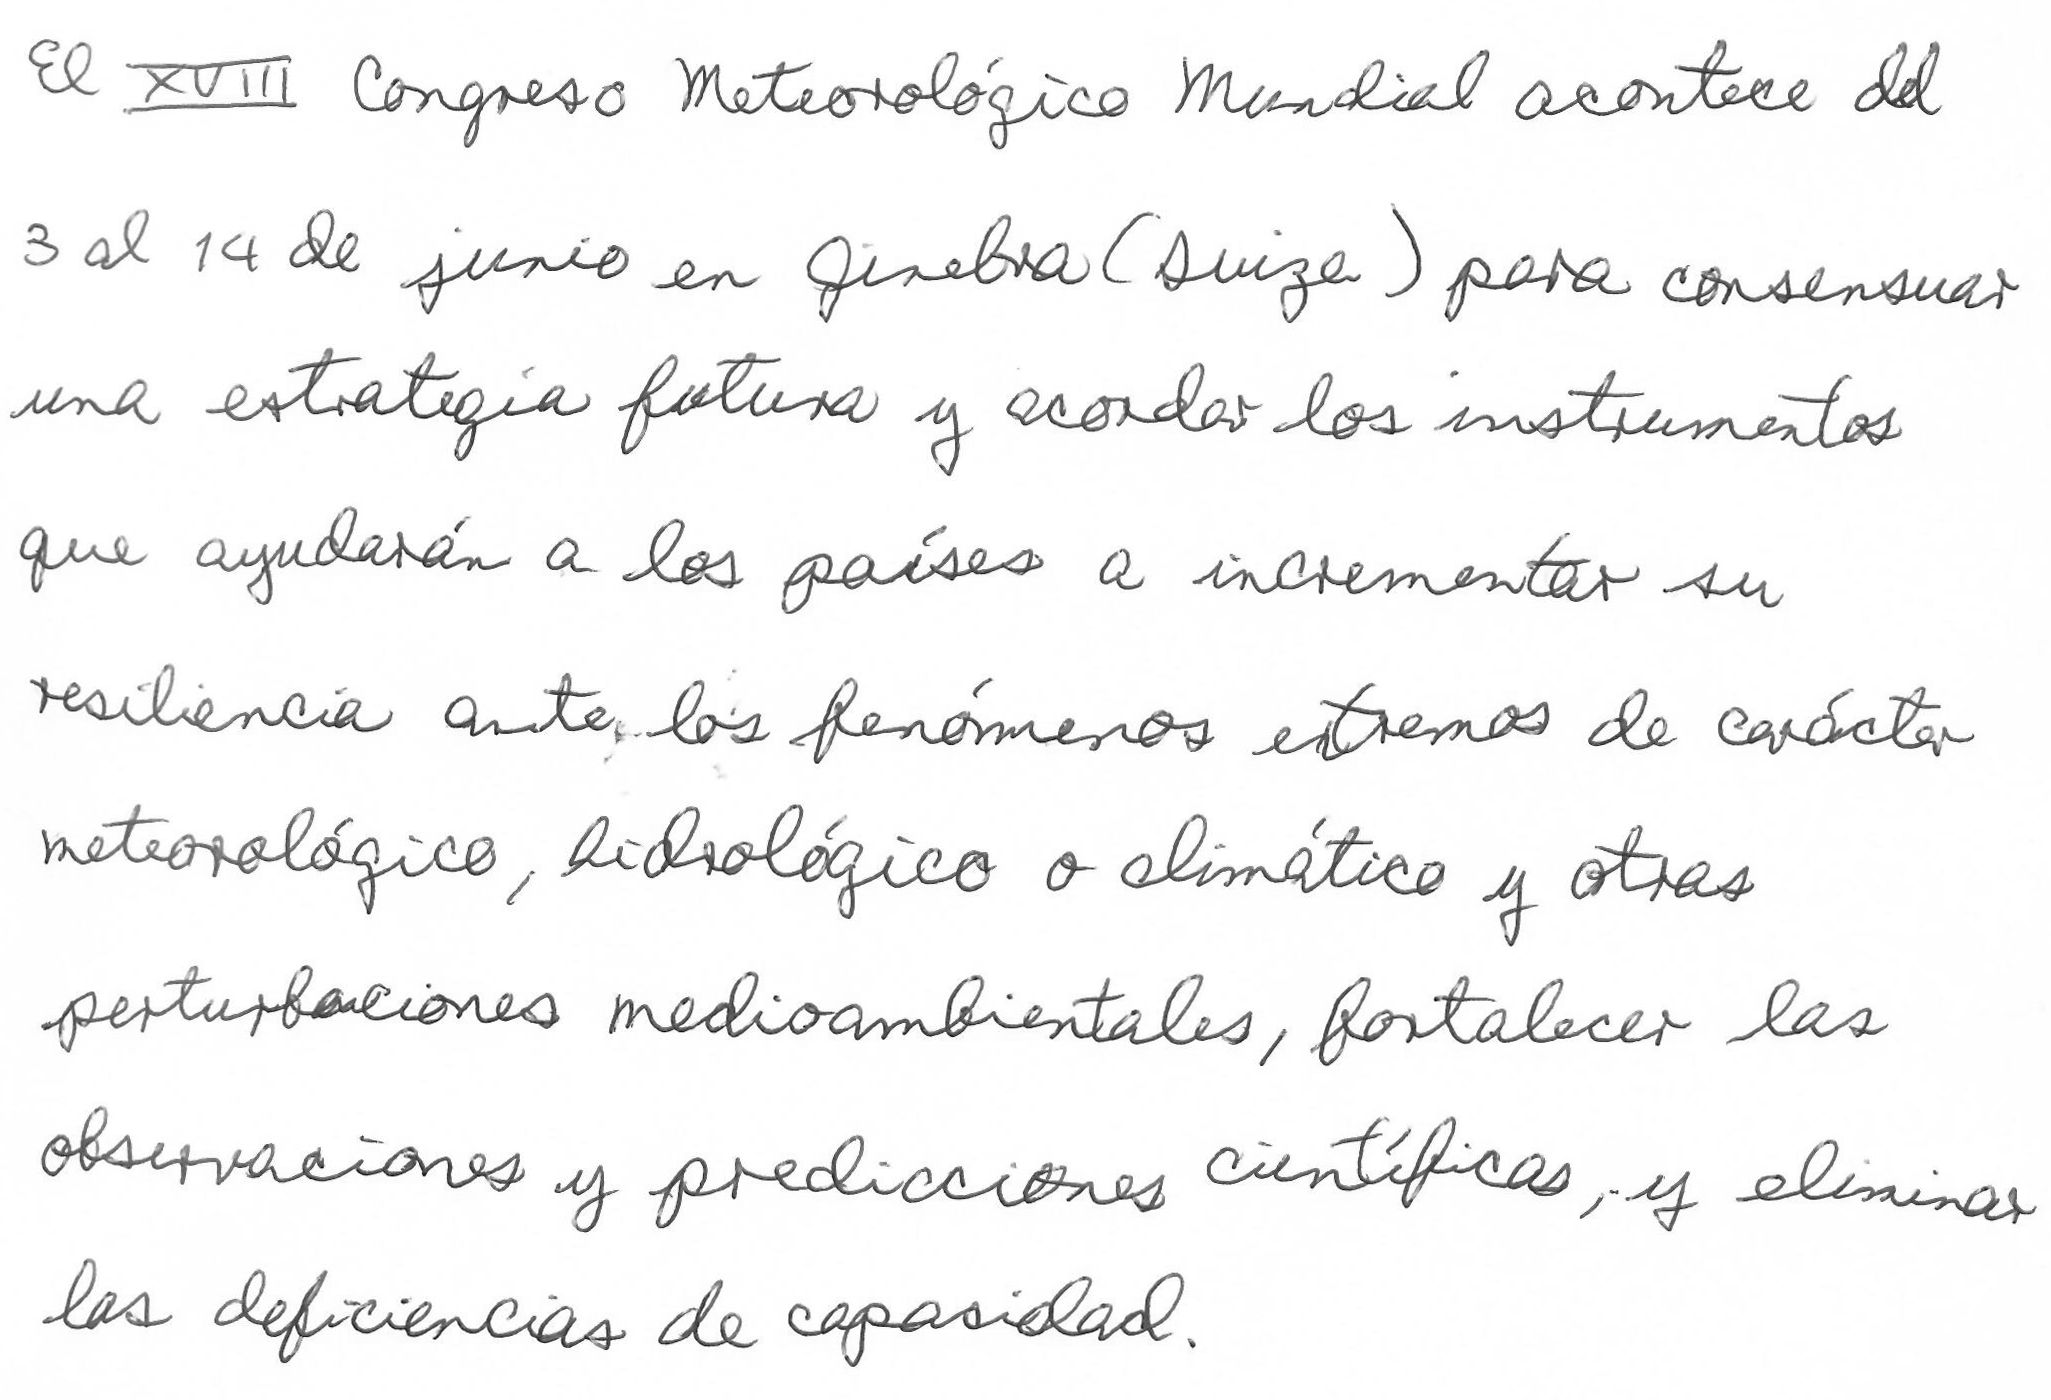 El XVIII Congreso Meteorológico Mundial acontece del
3 al 14 de junio en Ginebra (Suiza) para consensuar
una estrategia futura y acordar los instrumentos
que ayudarán a los países a incrementar su
resiliencia ante los fenómenos extremos de carácter
meteorológico, hidrológico o climático y otras
perturbaciones medioambientales, fortalecer las
observaciones y predicciones científicas, y eliminar
las deficiencias de capasidad.